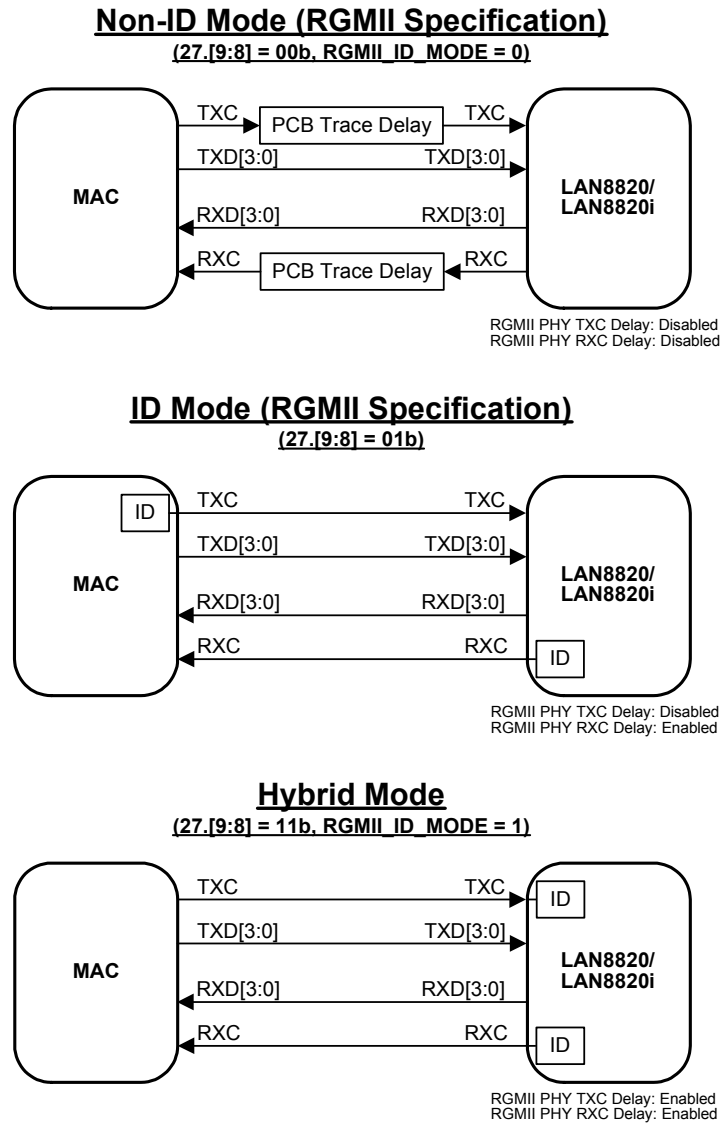 Non-ID Mode (RGMII Specification)
(27.[9:8] = 00b, RGMII_ID_MODE = 0)
TXC PCB Trace Delay TXC
TXD[3:0] TXD[3:0]
MAC LAN8820/
LAN8820i
RXD[3:0] RXD[3:0]
RXC PCB Trace Delay RXC
RGMII PHY TXC Delay: Disabled
RGMII PHY RXC Delay: Disabled
ID Mode (RGMII Specification)
(27.[9:8] = 01b)
ID TXC TXC
TXD[3:0] TXD[3:0]
MAC LAN8820/
LAN8820i
RXD[3:0] RXD[3:0]
RXC RXC ID
RGMII PHY TXC Delay: Disabled
RGMII PHY RXC Delay: Enabled
Hybrid Mode
(27.[9:8] = 11b, RGMII_ID_MODE = 1)
TXC TXC ID
TXD[3:0] TXD[3:0]
MAC LAN8820/
LAN8820i
RXD[3:0] RXD[3:0]
RXC RXC ID
RGMII PHY TXC Delay: Enabled
RGMII PHY RXC Delay: Enabled